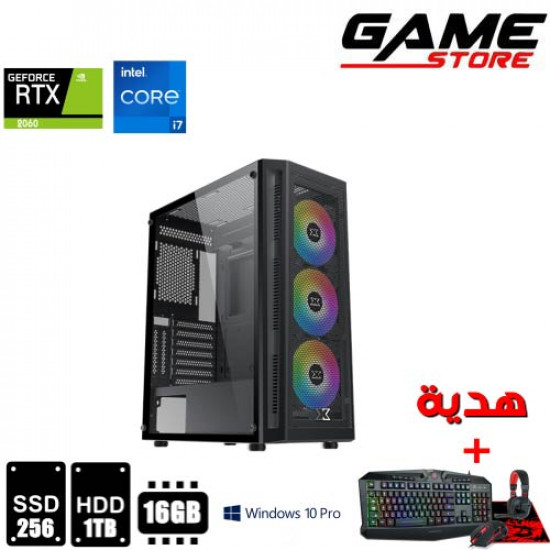 GAME
STORE
GEFORCE
RTX
2060
intel
CORE
i7
هدية
+
SSD
256
HDD
1TB
16GB
Windows 10 Pro